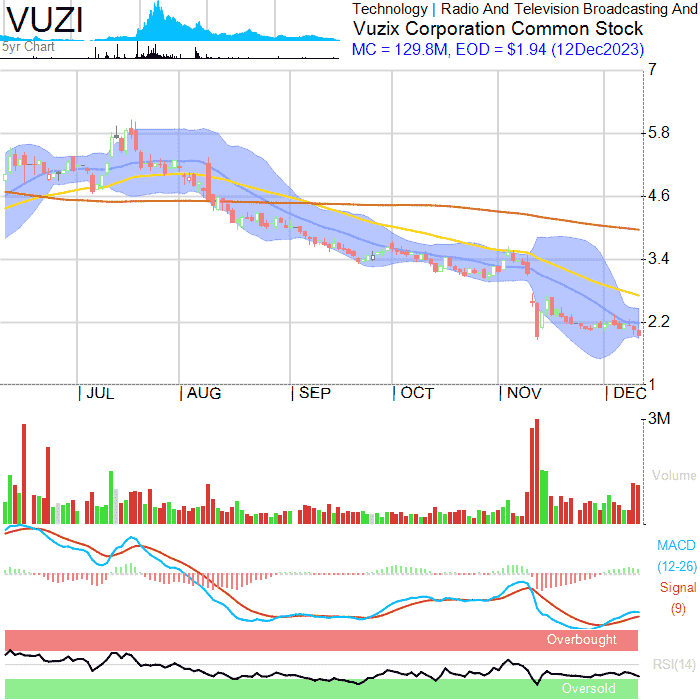 VUZI
5yr Chart
Technology | Radio And Television Broadcasting And
Vuzix Corporation Common Stock
MC = 129.8M, EOD = $1.94 (12Dec2023)
7
5.8
4.6
3.4
2.2
1
JUL AUG SEP OCT NOV DEC
3M
Volume
MACD
(12-26)
Signal
(9)
Overbought
RSI(14)
Oversold